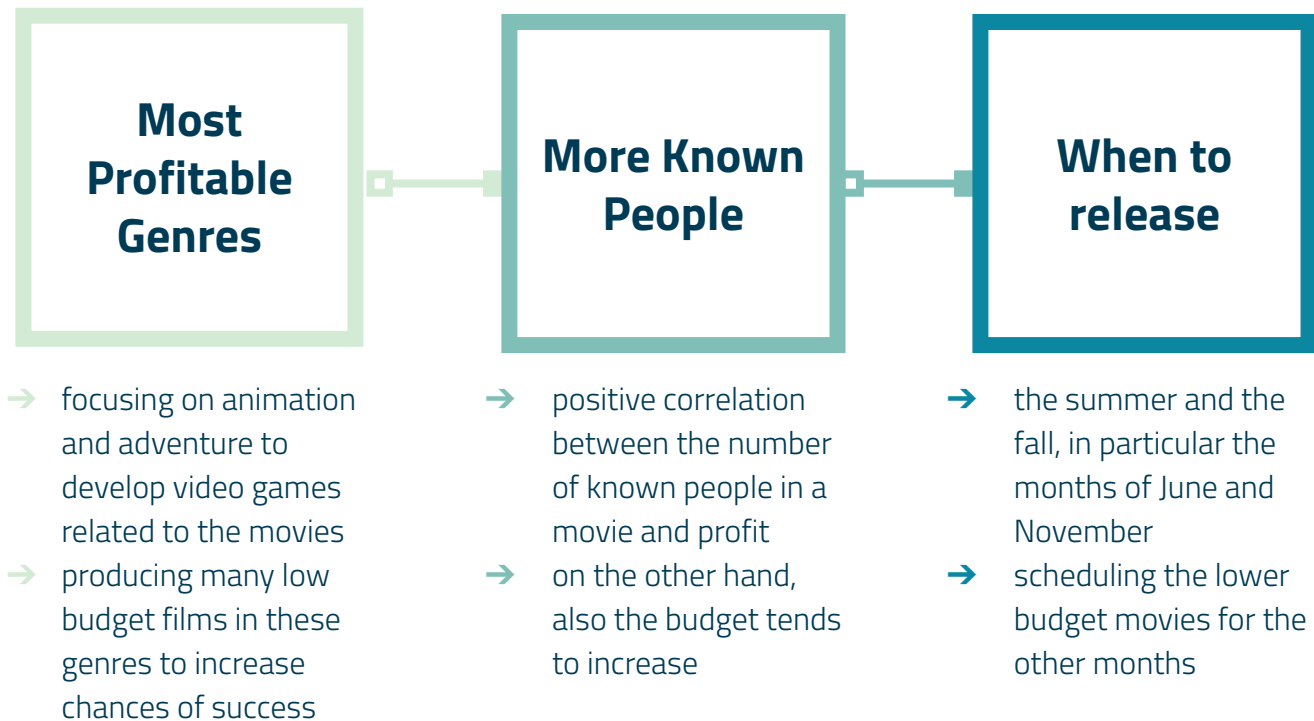 Most
Profitable
Genres
More Known
People
When to
release
➔ focusing on animation
and adventure to
develop video games
related to the movies
➔ producing many low
budget films in these
genres to increase
chances of success
➔ positive correlation
between the number
of known people in a
movie and profit
➔ on the other hand,
also the budget tends
to increase
➔ the summer and the
fall, in particular the
months of June and
November
➔ scheduling the lower
budget movies for the
other months